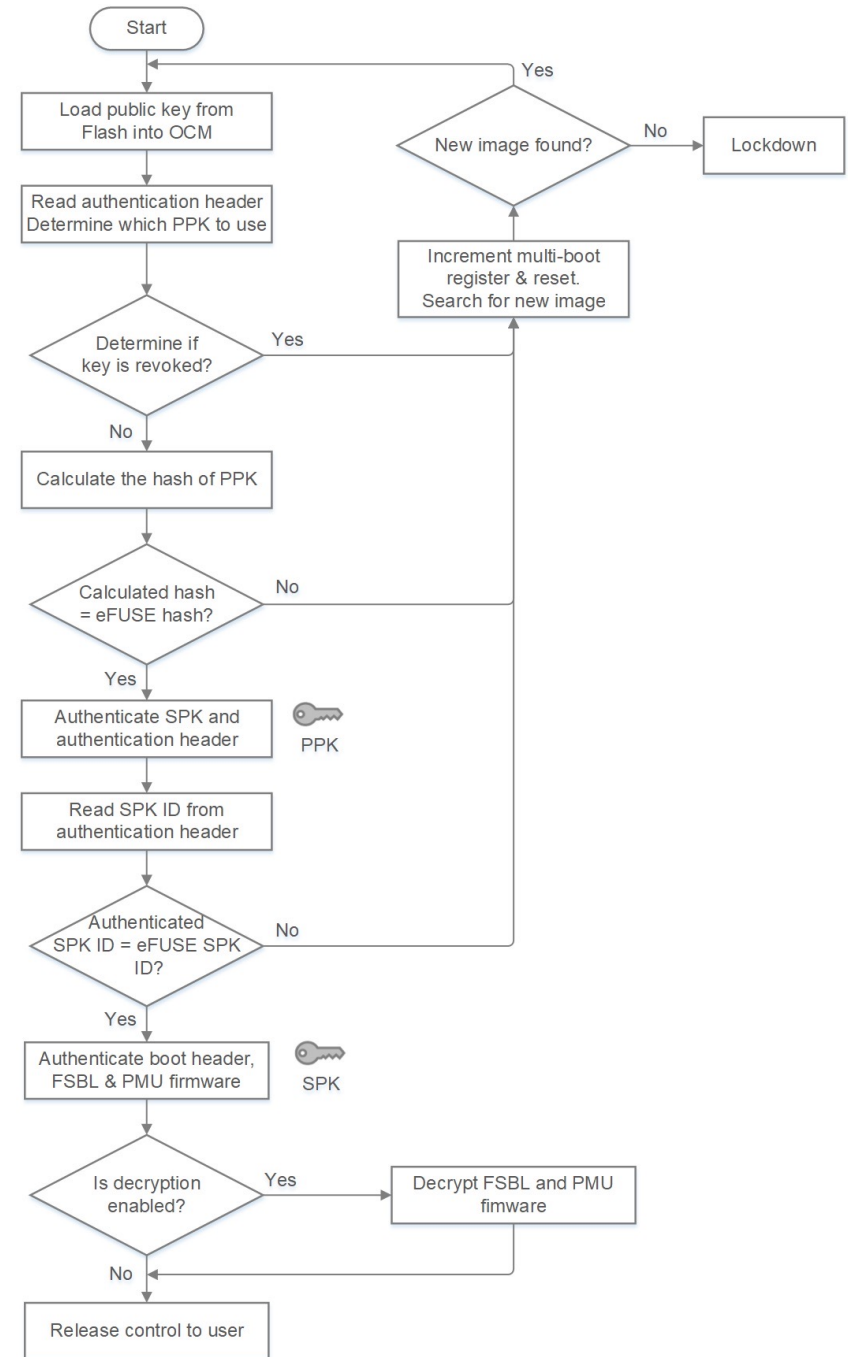 Start
Yes
Load public key from
Flash into OCM
New image found?
No
Lockdown
Read authentication header
Determine which PPK to use
Increment multi-boot
register & reset.
Search for new image
Determine if
key is revoked?
Yes
No
Calculate the hash of PPK
Calculated hash
= eFUSE hash?
No
Yes
Authenticate SPK and
authentication header
PPK
Read SPK ID from
authentication header
Authenticated
SPK ID = eFUSE SPK
ID?
No
Yes
Authenticate boot header,
FSBL & PMU firmware
SPK
Is decryption
enabled?
Yes
Decrypt FSBL and PMU
fimware
No
Release control to user